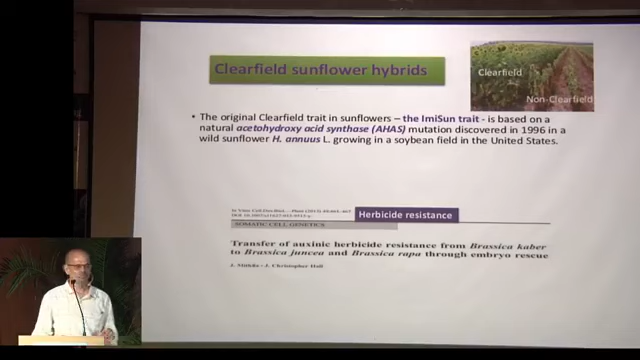 Clearfield sunflower hybrids
Clearfield
Non-Clearfield
• The original Clearfield trait in sunflowers – the ImiSun trait - is based on a
natural acetohydroxy acid synthase (AHAS) mutation discovered in 1996 in a
wild sunflower H. annuus L. growing in a soybean field in the United States.
Herbicide resistance
SOMATIC CELL GENETICS
Transfer of auxinic herbicide resistance from Brassica kaber
to Brassica juncea and Brassica rapa through embryo rescue
Christopher Hall